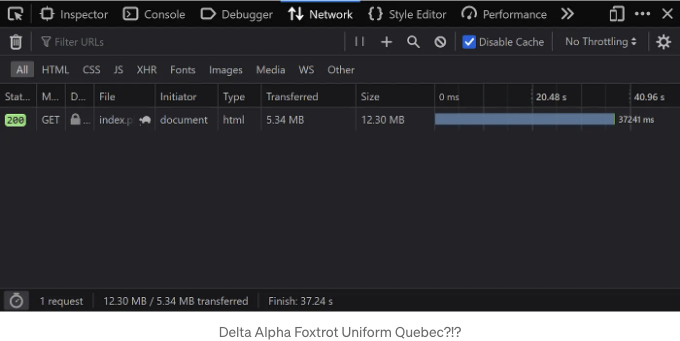 Inspector Console Debugger Network Style Editor Performance
Filter URLs Disable Cache No Throttling
All HTML CSS JS XHR Fonts Images Media WS Other
Stat... M... D... File Initiator Type Transferred Size 0 ms 20.48 s 40.96 s
200 GET ... index.p document html 5.34 MB 12.30 MB 37241 ms
1 request 12.30 MB / 5.34 MB transferred Finish: 37.24 s
Delta Alpha Foxtrot Uniform Quebec?!?